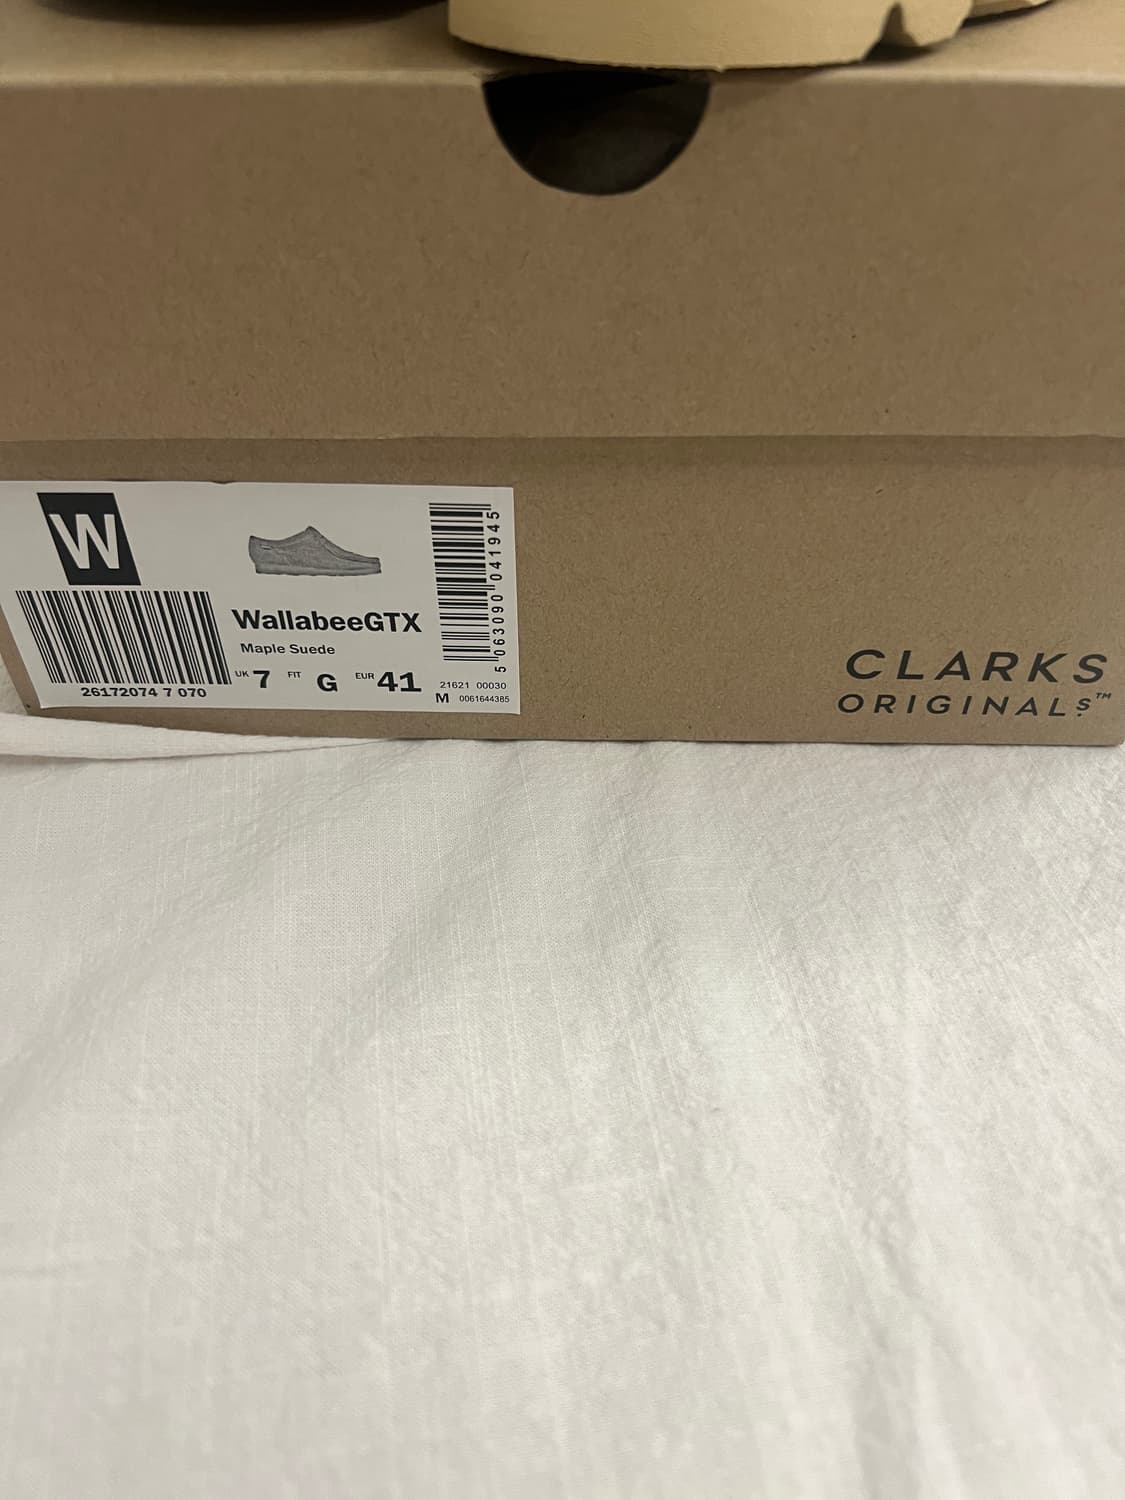 W
WallabeeGTX
Maple Suede
UK 7 FIT G EUR 41
26172074 7 070
5 063090 041945
21621 00030
M 0061644385
CLARKS
ORIGINALS™